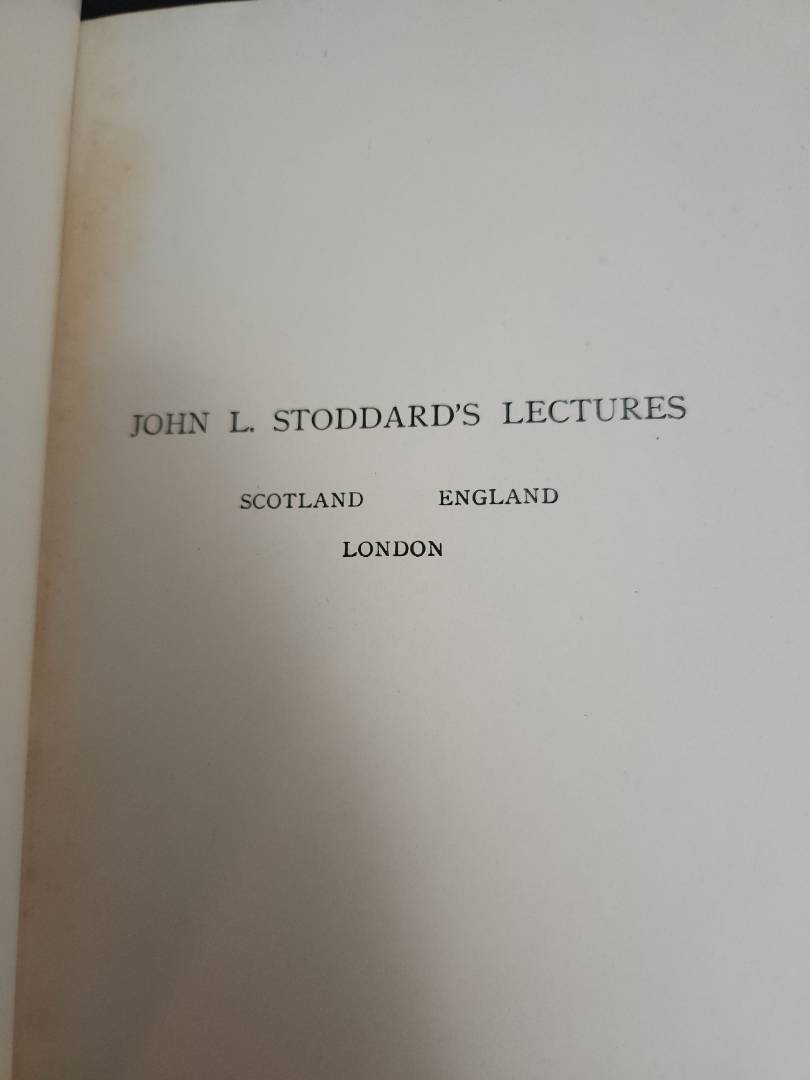 JOHN L. STODDARD'S LECTURES
SCOTLAND ENGLAND
LONDON